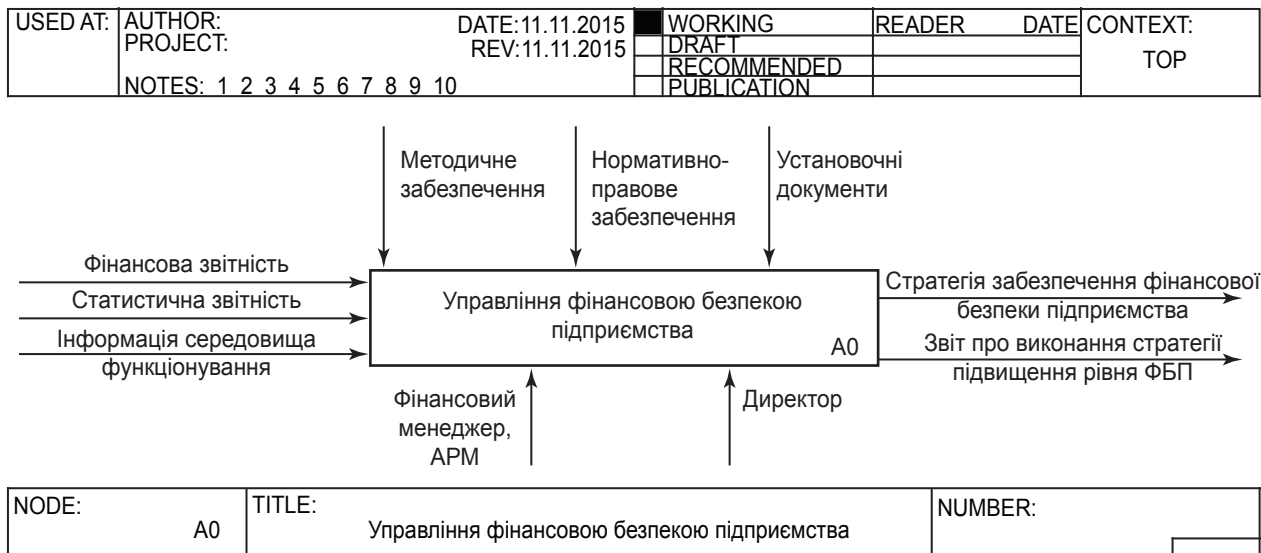 USED AT: AUTHOR: DATE:11.11.2015 WORKING READER DATE CONTEXT:
PROJECT: REV:11.11.2015 DRAFT
RECOMMENDED TOP
NOTES: 1 2 3 4 5 6 7 8 9 10 PUBLICATION
Методичне
забезпечення
Нормативно-
правове
забезпечення
Установочні
документи
Фінансова звітність
Статистична звітність
Інформація середовища
функціонування
Управління фінансовою безпекою
підприємства
A0
Стратегія забезпечення фінансової
безпеки підприємства
Звіт про виконання стратегії
підвищення рівня ФБП
Фінансовий
менеджер,
АРМ
Директор
NODE: TITLE: NUMBER:
A0 Управління фінансовою безпекою підприємства